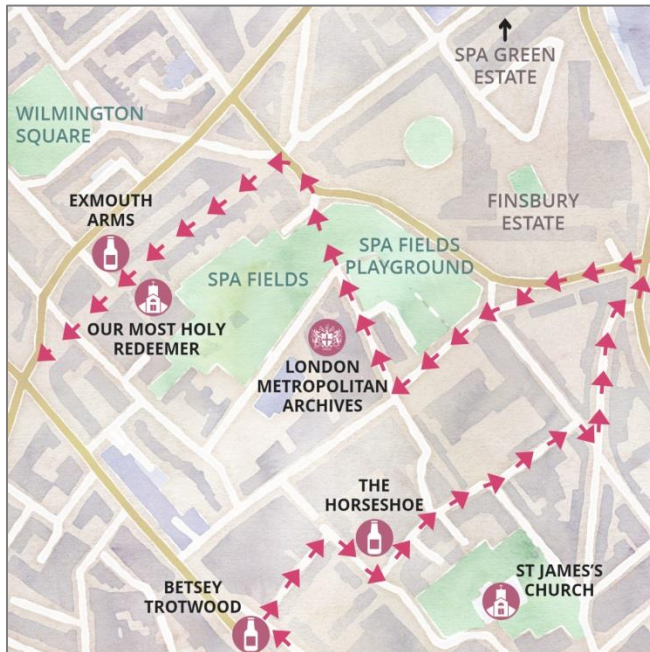 SPA GREEN
ESTATE
WILMINGTON
SQUARE
EXMOUTH
ARMS
FINSBURY
ESTATE
SPA FIELDS
PLAYGROUND
SPA FIELDS
OUR MOST HOLY
REDEEMER
LONDON
METROPOLITAN
ARCHIVES
THE
HORSESHOE
BETSEY
TROTWOOD
ST JAMES'S
CHURCH